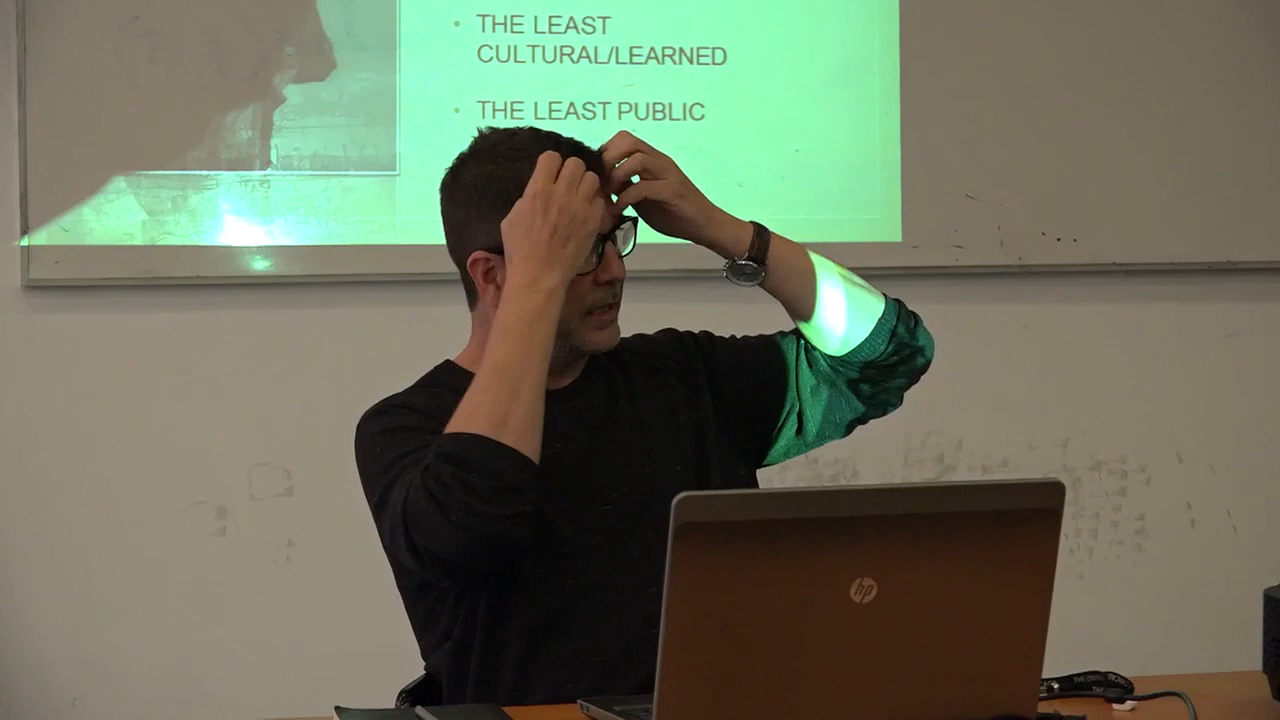 • THE LEAST
CULTURAL/LEARNED
• THE LEAST PUBLIC
hp